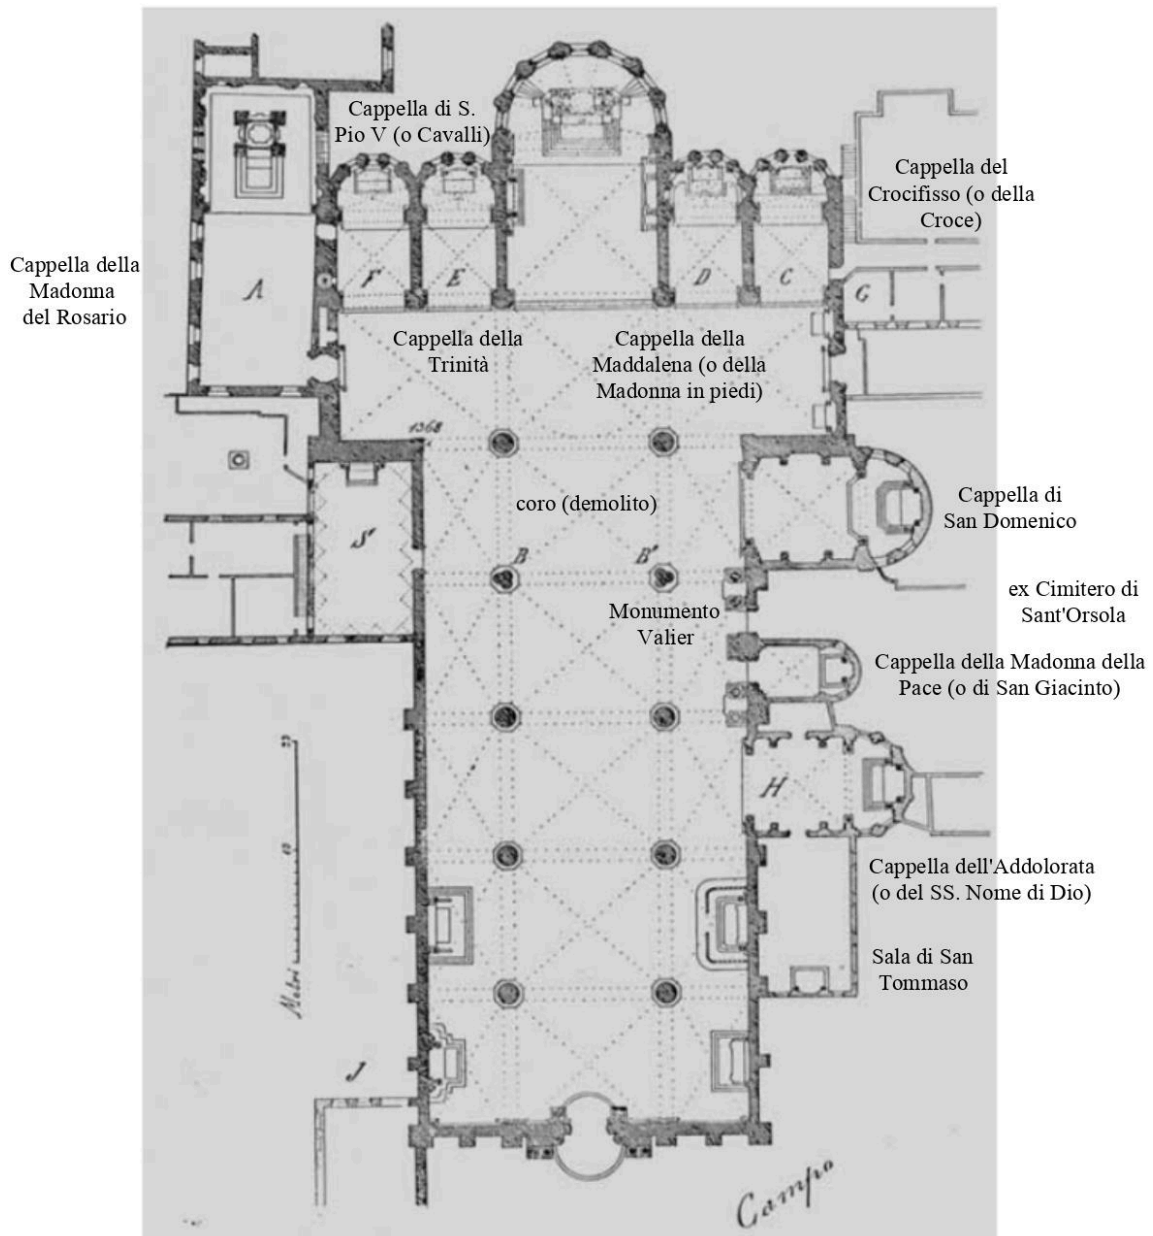 Cappella di S.
Pio V (o Cavalli)
Cappella del
Crocifisso (o della
Croce)
Cappella della
Madonna
del Rosario
A
F
E
D
C
G
Cappella della
Trinità
Cappella della
Maddalena (o della
Madonna in piedi)
1368
coro (demolito)
Cappella di
San Domenico
S
B
B'
Monumento
Valier
ex Cimitero di
Sant'Orsola
Cappella della Madonna della
Pace (o di San Giacinto)
H
Cappella dell'Addolorata
(o del SS. Nome di Dio)
Sala di San
Tommaso
Metri
10
J
Campo